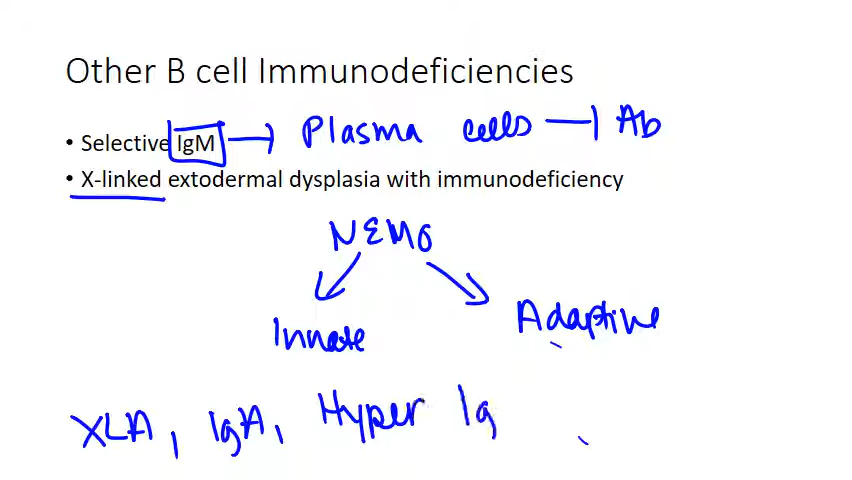 Other B cell Immunodeficiencies
• Selective IgM → Plasma cells → Ab
• X-linked extodermal dysplasia with immunodeficiency
NEMO
Innate Adaptive
XLA, IgA, Hyper Ig